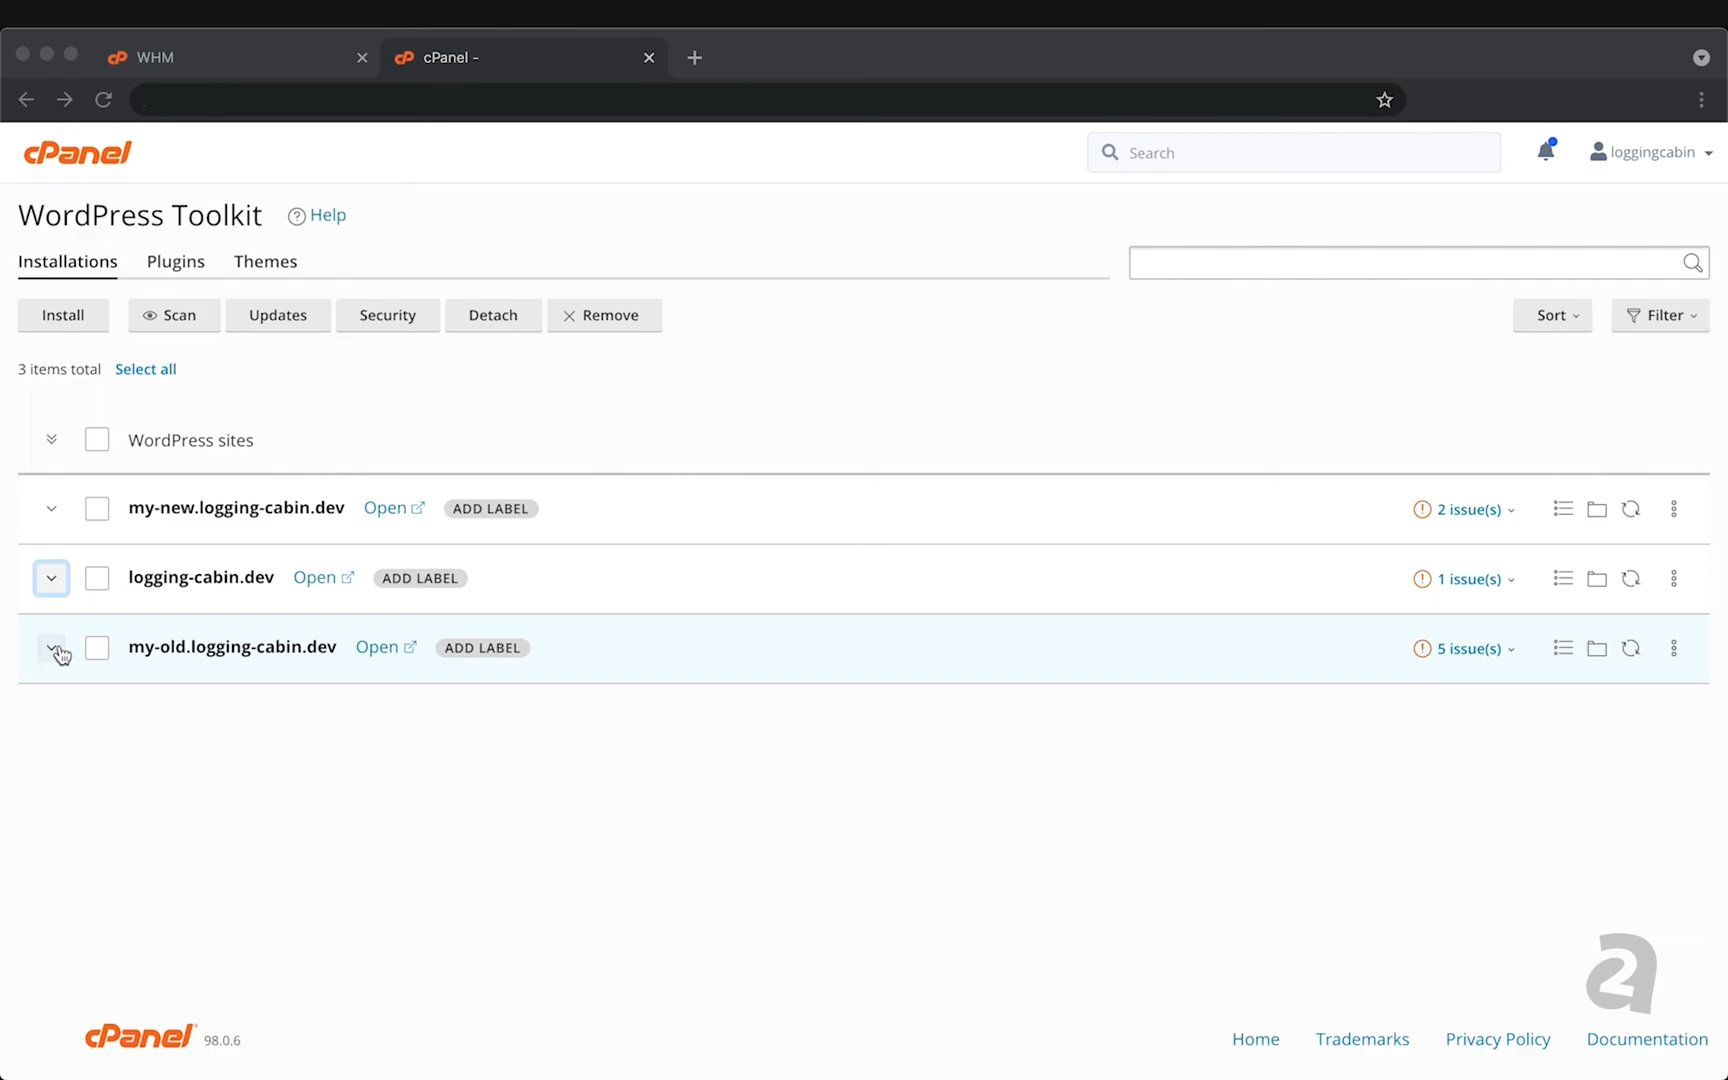 WHM
cPanel -
cPanel
Search
loggingcabin
WordPress Toolkit
Help
Installations Plugins Themes
Install Scan Updates Security Detach Remove
Sort Filter
3 items total Select all
WordPress sites
my-new.logging-cabin.dev Open ADD LABEL 2 issue(s)
logging-cabin.dev Open ADD LABEL 1 issue(s)
my-old.logging-cabin.dev Open ADD LABEL 5 issue(s)
cPanel 98.0.6
Home Trademarks Privacy Policy Documentation